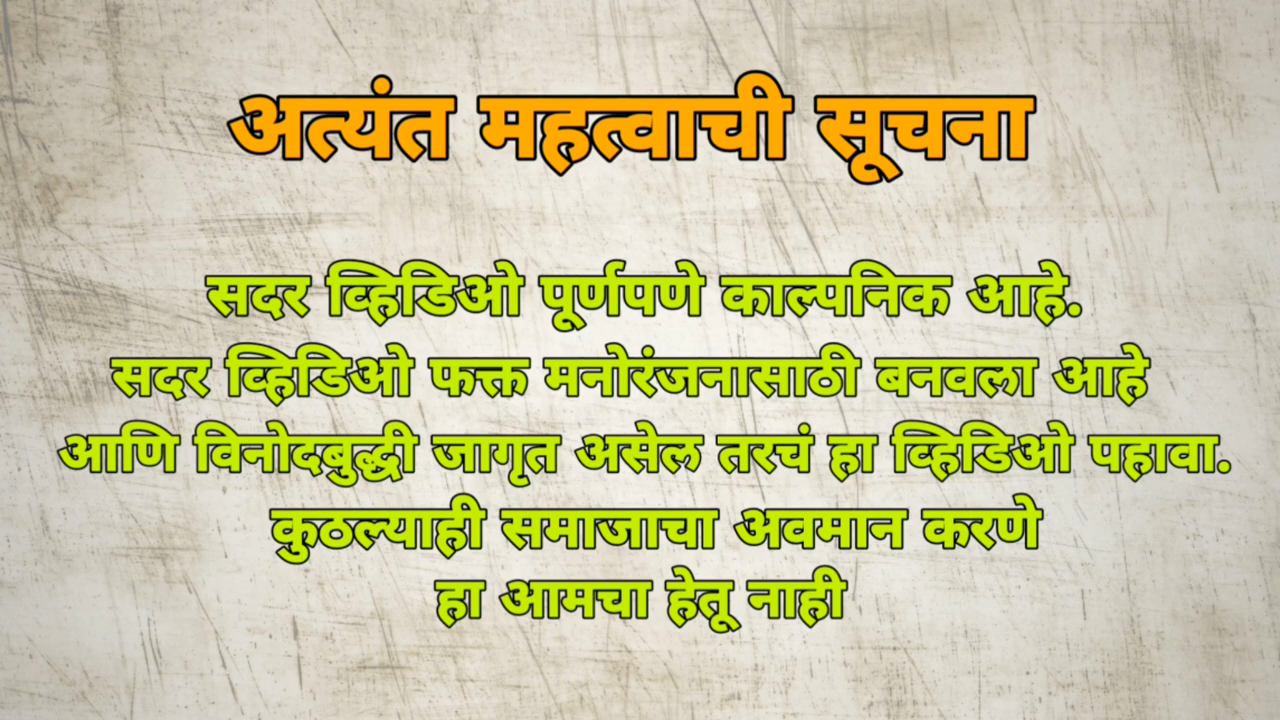 अत्यंत महत्वाची सूचना
सदर व्हिडिओ पूर्णपणे काल्पनिक आहे.
सदर व्हिडिओ फक्त मनोरंजनासाठी बनवला आहे
आणि विनोदबुद्धी जागृत असेल तरचं हा व्हिडिओ पहावा.
कुठल्याही समाजाचा अवमान करणे
हा आमचा हेतू नाही